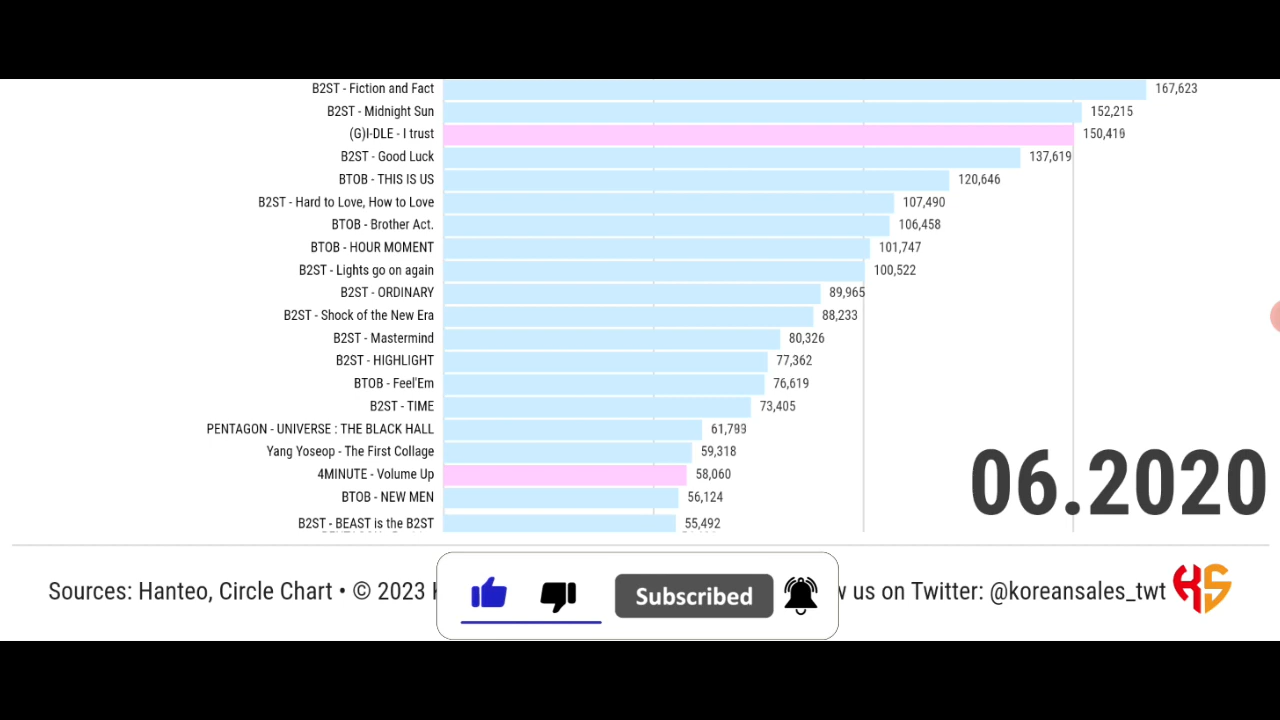 B2ST - Fiction and Fact 167,623
B2ST - Midnight Sun 152,215
(G)I-DLE - I trust 150,419
B2ST - Good Luck 137,619
BTOB - THIS IS US 120,646
B2ST - Hard to Love, How to Love 107,490
BTOB - Brother Act. 106,458
BTOB - HOUR MOMENT 101,747
B2ST - Lights go on again 100,522
B2ST - ORDINARY 89,965
B2ST - Shock of the New Era 88,233
B2ST - Mastermind 80,326
B2ST - HIGHLIGHT 77,362
BTOB - Feel'Em 76,619
B2ST - TIME 73,405
PENTAGON - UNIVERSE : THE BLACK HALL 61,793
Yang Yoseop - The First Collage 59,318
4MINUTE - Volume Up 58,060
BTOB - NEW MEN 56,124
B2ST - BEAST is the B2ST 55,492
06.2020
Sources: Hanteo, Circle Chart • © 2023
Subscribed
us on Twitter: @koreansales_twt
KS